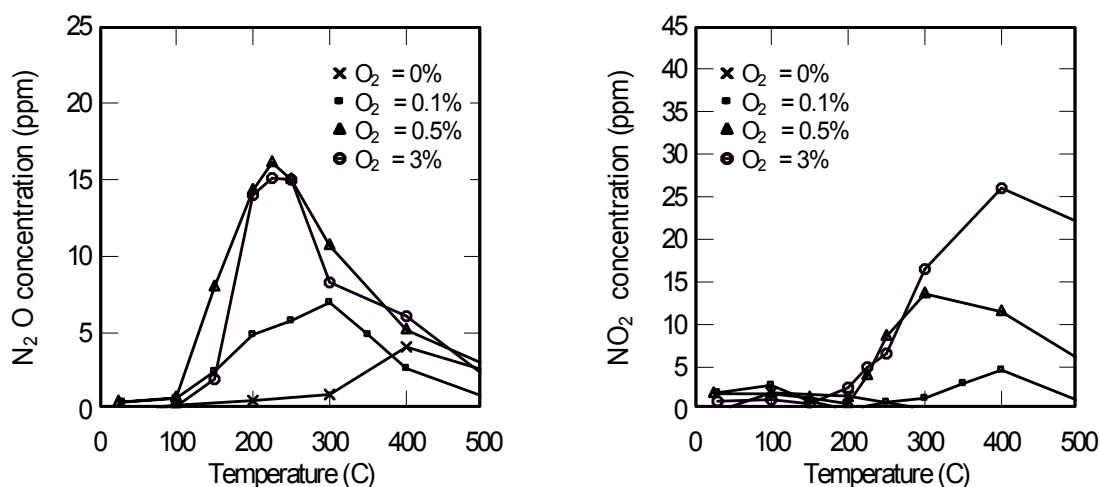 N₂O concentration (ppm)
25
20
15
10
5
0
× O₂ = 0%
▪ O₂ = 0.1%
▲ O₂ = 0.5%
⊖ O₂ = 3%
0 100 200 300 400 500
Temperature (C)
NO₂ concentration (ppm)
45
40
35
30
25
20
15
10
5
0
× O₂ = 0%
▪ O₂ = 0.1%
▲ O₂ = 0.5%
⊖ O₂ = 3%
0 100 200 300 400 500
Temperature (C)